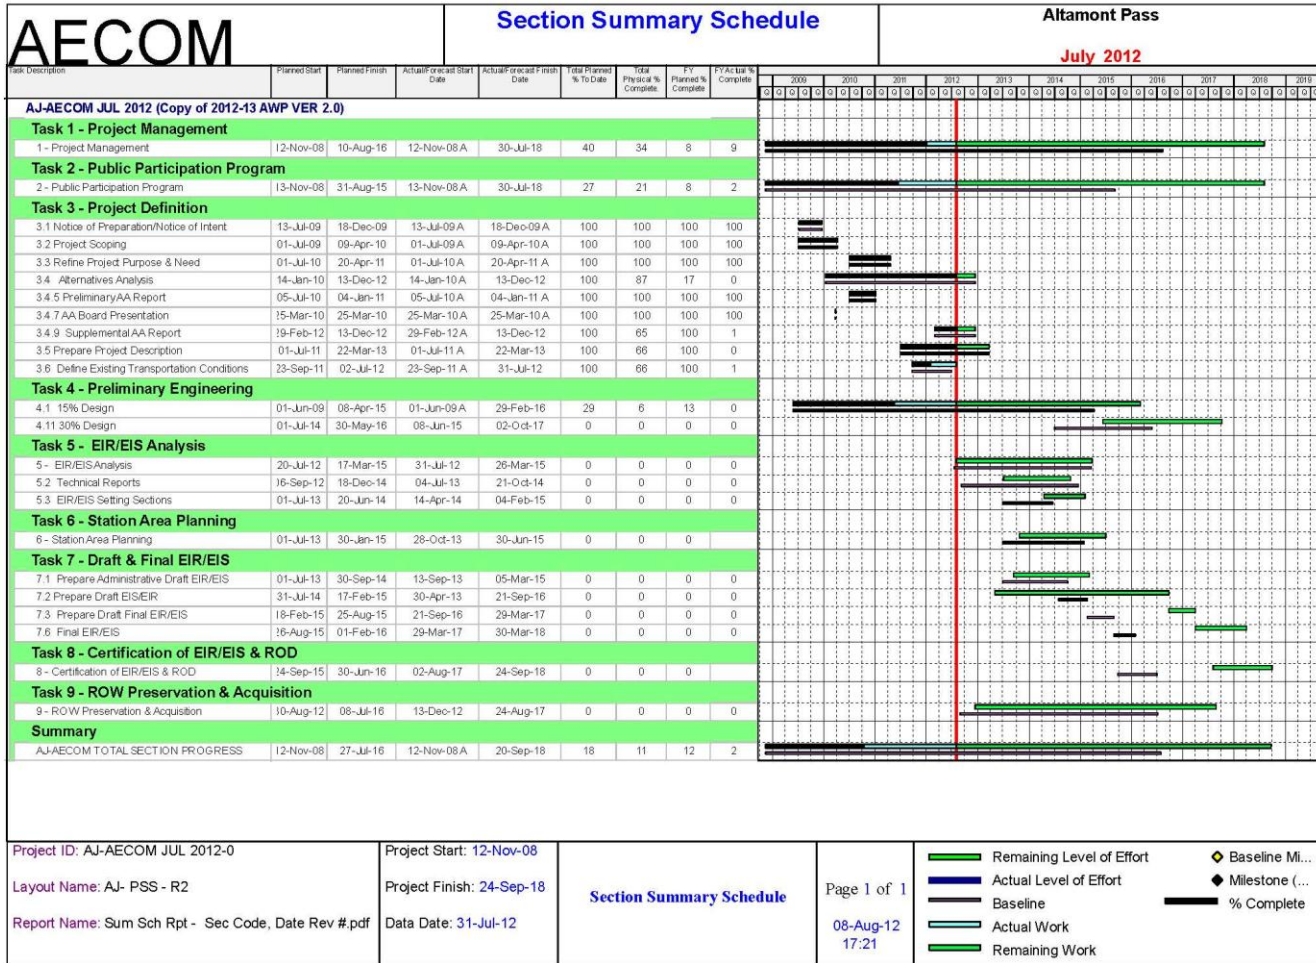 AECOM
Section Summary Schedule
Altamont Pass
July 2012
Task Description Planned Start Planned Finish Actual/Forecast Start Date Actual/Forecast Finish Date Total Planned % To Date Total Physical % Complete FY Planned % Complete FY Actual % Complete
2009 2010 2011 2012 2013 2014 2015 2016 2017 2018 2019
Q Q Q Q Q Q Q Q Q Q Q Q Q Q Q Q Q Q Q Q Q Q Q Q Q Q Q Q Q Q Q Q Q Q Q Q Q Q Q Q Q Q Q
AJ-AECOM JUL 2012 (Copy of 2012-13 AWP VER 2.0)
Task 1 - Project Management
1 - Project Management 12-Nov-08 10-Aug-16 12-Nov-08 A 30-Jul-18 40 34 8 9
Task 2 - Public Participation Program
2 - Public Participation Program 13-Nov-08 31-Aug-15 13-Nov-08 A 30-Jul-18 27 21 8 2
Task 3 - Project Definition
3.1 Notice of Preparation/Notice of Intent 13-Jul-09 18-Dec-09 13-Jul-09 A 18-Dec-09 A 100 100 100 100
3.2 Project Scoping 01-Jul-09 09-Apr-10 01-Jul-09 A 09-Apr-10 A 100 100 100 100
3.3 Refine Project Purpose & Need 01-Jul-10 20-Apr-11 01-Jul-10 A 20-Apr-11 A 100 100 100 100
3.4 Alternatives Analysis 14-Jan-10 13-Dec-12 14-Jan-10 A 13-Dec-12 100 87 17 0
3.4.5 Preliminary AA Report 05-Jul-10 04-Jan-11 05-Jul-10 A 04-Jan-11 A 100 100 100 100
3.4.7 AA Board Presentation 25-Mar-10 25-Mar-10 25-Mar-10 A 25-Mar-10 A 100 100 100 100
3.4.9 Supplemental AA Report 29-Feb-12 13-Dec-12 29-Feb-12 A 13-Dec-12 100 65 100 1
3.5 Prepare Project Description 01-Jul-11 22-Mar-13 01-Jul-11 A 22-Mar-13 100 66 100 0
3.6 Define Existing Transportation Conditions 23-Sep-11 02-Jul-12 23-Sep-11 A 31-Jul-12 100 66 100 1
Task 4 - Preliminary Engineering
4.1 15% Design 01-Jun-09 08-Apr-15 01-Jun-09 A 29-Feb-16 29 6 13 0
4.11 30% Design 01-Jul-14 30-May-16 08-Jun-15 02-Oct-17 0 0 0 0
Task 5 - EIR/EIS Analysis
5 - EIR/EIS Analysis 20-Jul-12 17-Mar-15 31-Jul-12 26-Mar-15 0 0 0 0
5.2 Technical Reports 06-Sep-12 18-Dec-14 04-Jul-13 21-Oct-14 0 0 0 0
5.3 EIR/EIS Setting Sections 01-Jul-13 20-Jun-14 14-Apr-14 04-Feb-15 0 0 0 0
Task 6 - Station Area Planning
6 - Station Area Planning 01-Jul-13 30-Jan-15 28-Oct-13 30-Jun-15 0 0 0
Task 7 - Draft & Final EIR/EIS
7.1 Prepare Administrative Draft EIR/EIS 01-Jul-13 30-Sep-14 13-Sep-13 05-Mar-15 0 0 0 0
7.2 Prepare Draft EIS/EIR 31-Jul-14 17-Feb-15 30-Apr-13 21-Sep-16 0 0 0 0
7.3 Prepare Draft Final EIR/EIS 18-Feb-15 25-Aug-15 21-Sep-16 29-Mar-17 0 0 0 0
7.6 Final EIR/EIS 26-Aug-15 01-Feb-16 29-Mar-17 30-Mar-18 0 0 0 0
Task 8 - Certification of EIR/EIS & ROD
8 - Certification of EIR/EIS & ROD 24-Sep-15 30-Jun-16 02-Aug-17 24-Sep-18 0 0 0
Task 9 - ROW Preservation & Acquisition
9 - ROW Preservation & Acquisition 30-Aug-12 08-Jul-16 13-Dec-12 24-Aug-17 0 0 0 0
Summary
AJ-AECOM TOTAL SECTION PROGRESS 12-Nov-08 27-Jul-16 12-Nov-08 A 20-Sep-18 18 11 12 2
Project ID: AJ-AECOM JUL 2012-0
Layout Name: AJ- PSS - R2
Report Name: Sum Sch Rpt - Sec Code, Date Rev #.pdf
Project Start: 12-Nov-08
Project Finish: 24-Sep-18
Data Date: 31-Jul-12
Section Summary Schedule
Page 1 of 1
08-Aug-12
17:21
Remaining Level of Effort
Actual Level of Effort
Baseline
Actual Work
Remaining Work
Baseline Mi...
Milestone (...
% Complete